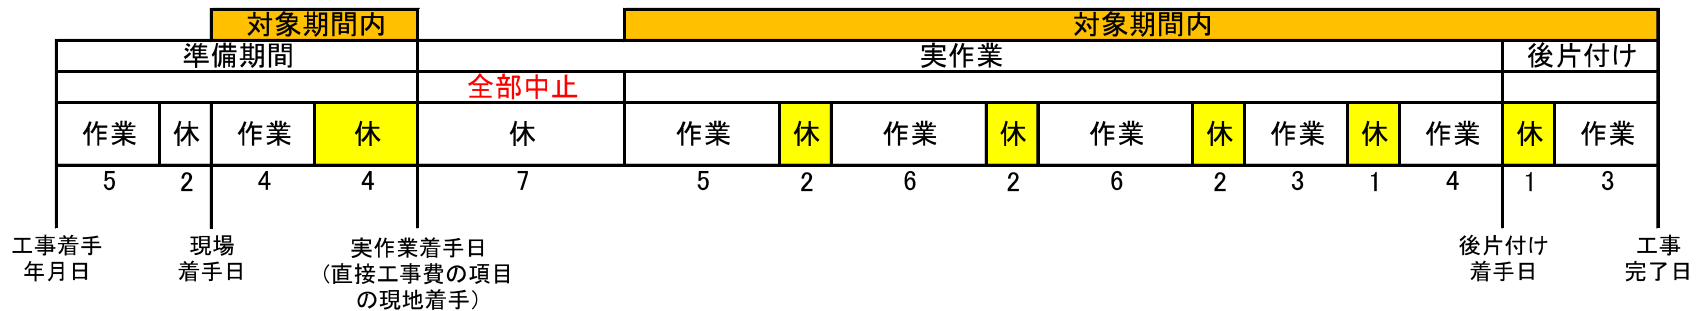 対象期間内 対象期間内
準備期間 実作業 後片付け
全部中止
作業 休 作業 休 休 作業 休 作業 休 作業 休 作業 休 作業 休 作業
5 2 4 4 7 5 2 6 2 6 2 3 1 4 1 3
工事着手
年月日
現場
着手日
実作業着手日
(直接工事費の項目
の現地着手)
後片付け
着手日
工事
完了日